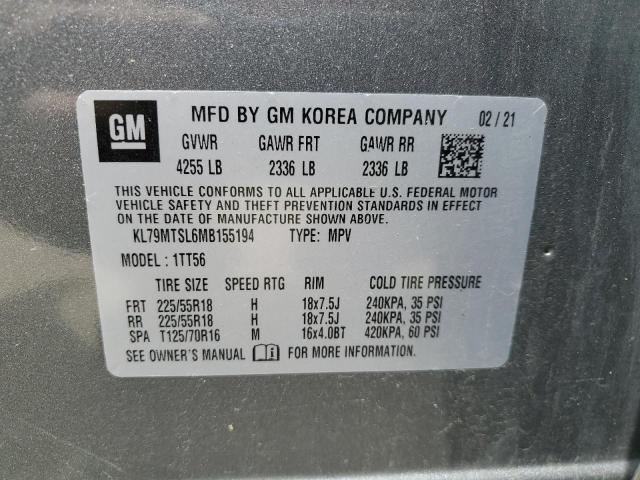 GM MFD BY GM KOREA COMPANY 02/21
GVWR GAWR FRT GAWR RR
4255 LB 2336 LB 2336 LB
THIS VEHICLE CONFORMS TO ALL APPLICABLE U.S. FEDERAL MOTOR
VEHICLE SAFETY AND THEFT PREVENTION STANDARDS IN EFFECT
ON THE DATE OF MANUFACTURE SHOWN ABOVE.
KL79MTSL6MB155194 TYPE: MPV
MODEL: 1TT56
TIRE SIZE SPEED RTG RIM COLD TIRE PRESSURE
FRT 225/55R18 H 18x7.5J 240KPA, 35 PSI
RR 225/55R18 H 18x7.5J 240KPA, 35 PSI
SPA T125/70R16 M 16x4.0BT 420KPA, 60 PSI
SEE OWNER'S MANUAL FOR MORE INFORMATION.